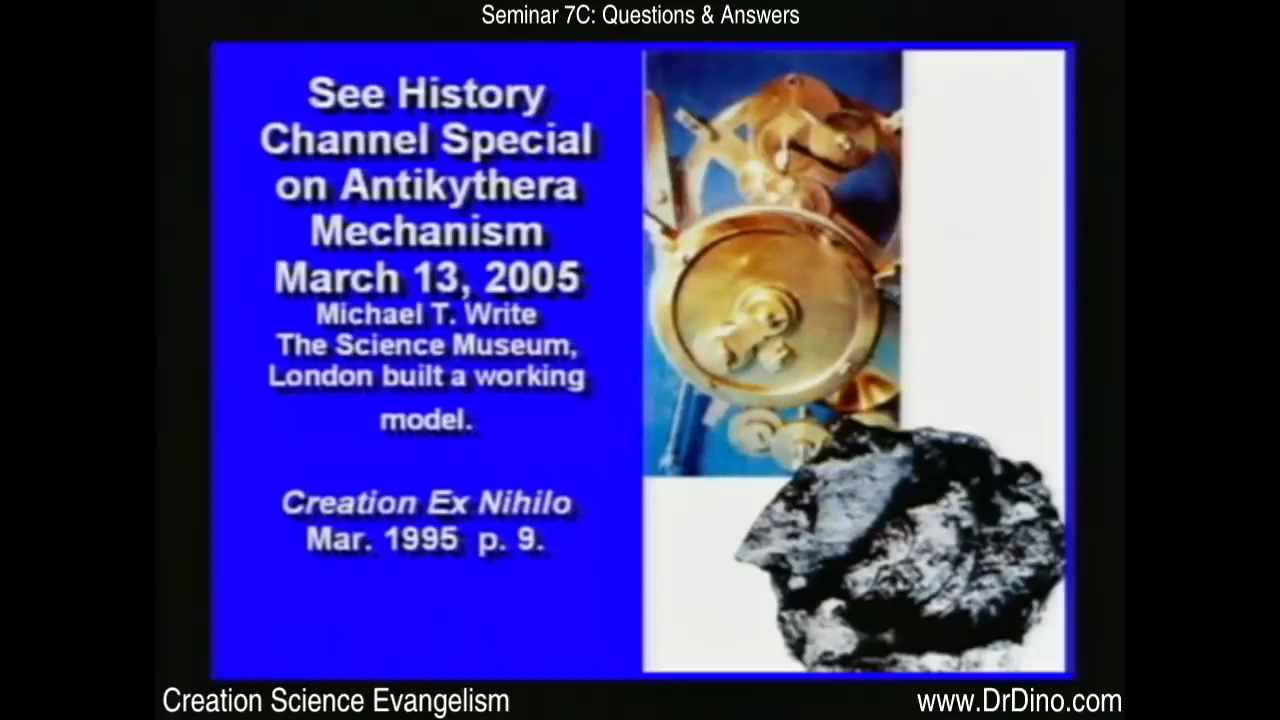 Seminar 7C: Questions & Answers
See History
Channel Special
on Antikythera
Mechanism
March 13, 2005
Michael T. Write
The Science Museum,
London built a working
model.
Creation Ex Nihilo
Mar. 1995 p. 9.
Creation Science Evangelism
www.DrDino.com